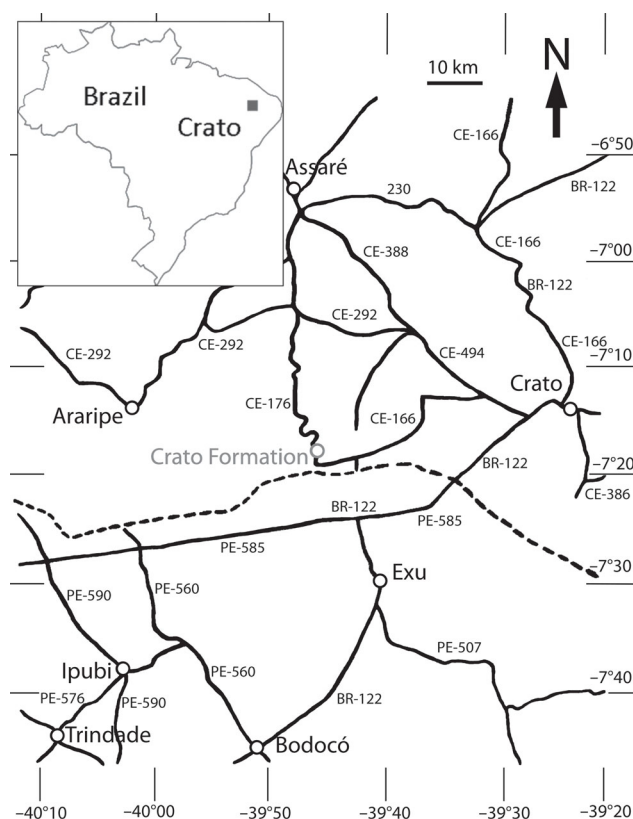 10 km
N
Brazil
Crato
Assaré
CE-166
–6°50
BR-122
230
CE-166
CE-388
–7°00
BR-122
CE-292
CE-292
CE-292
CE-166
CE-494
–7°10
Crato
Araripe
CE-176
CE-166
Crato Formation
BR-122
–7°20
CE-386
BR-122
PE-585
PE-585
Exu
–7°30
PE-590
PE-560
PE-507
Ipubi
PE-560
–7°40
PE-576
PE-590
BR-122
Trindade
Bodocó
–40°10
–40°00
–39°50
–39°40
–39°30
–39°20